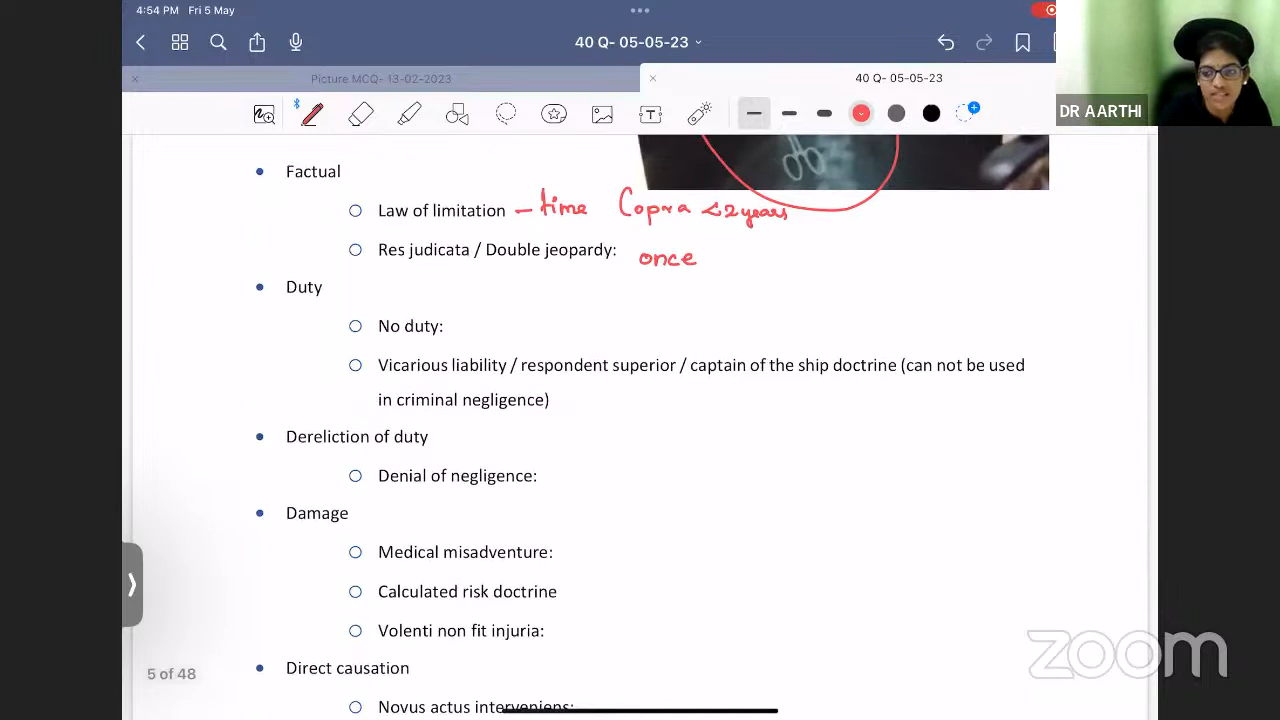 4:54 PM Fri 5 May
40 Q- 05-05-23
Picture MCQ- 13-02-2023
40 Q- 05-05-23
DR AARTHI
Factual
Law of limitation – time Copra <2 years
Res judicata / Double jeopardy: once
Duty
No duty:
Vicarious liability / respondent superior / captain of the ship doctrine (can not be used
in criminal negligence)
Dereliction of duty
Denial of negligence:
Damage
Medical misadventure:
Calculated risk doctrine
Volenti non fit injuria:
Direct causation
Novus actus interveniens:
5 of 48
zoom